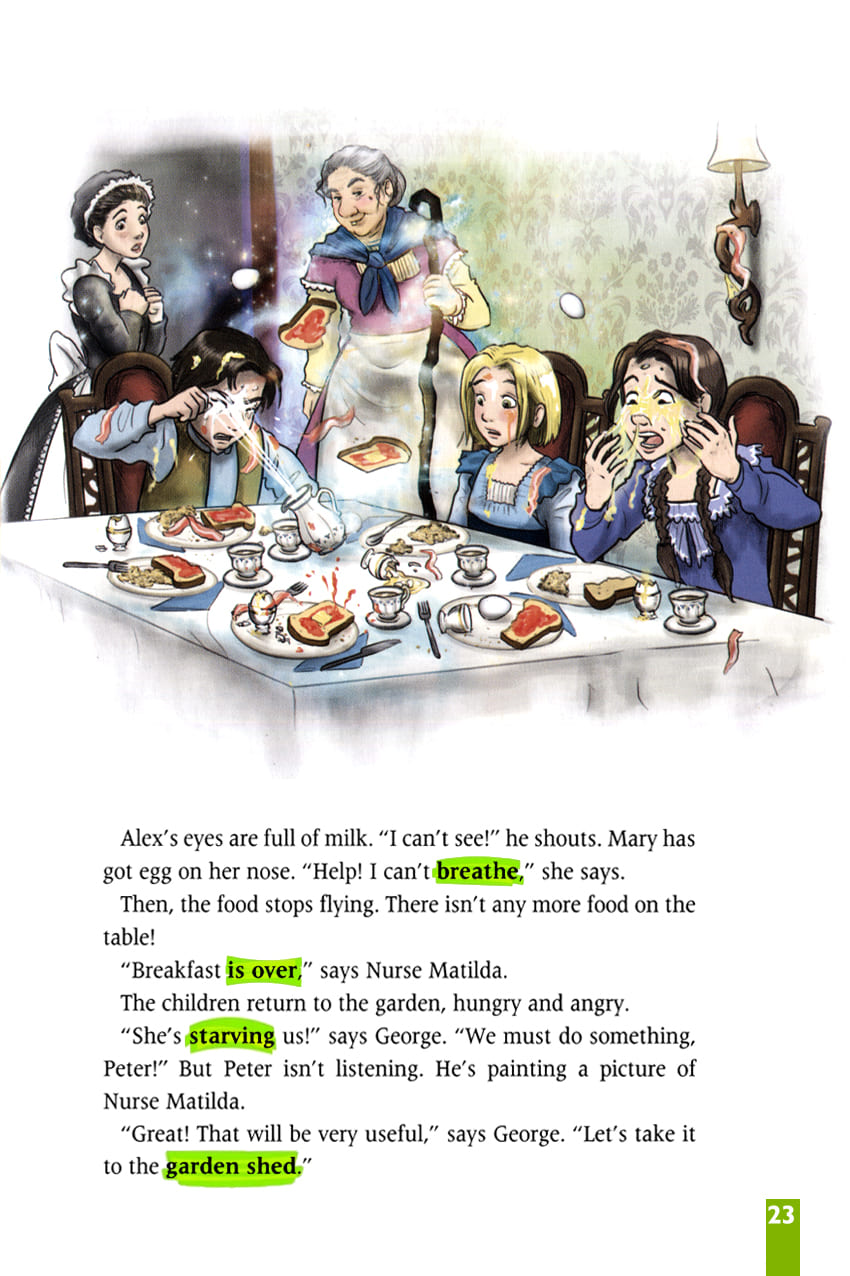 Alex’s eyes are full of milk. “I can’t see!” he shouts. Mary has
got egg on her nose. “Help! I can’t breathe,” she says.
Then, the food stops flying. There isn’t any more food on the
table!
“Breakfast is over,” says Nurse Matilda.
The children return to the garden, hungry and angry.
“She’s starving us!” says George. “We must do something,
Peter!” But Peter isn’t listening. He’s painting a picture of
Nurse Matilda.
“Great! That will be very useful,” says George. “Let’s take it
to the garden shed.”
23